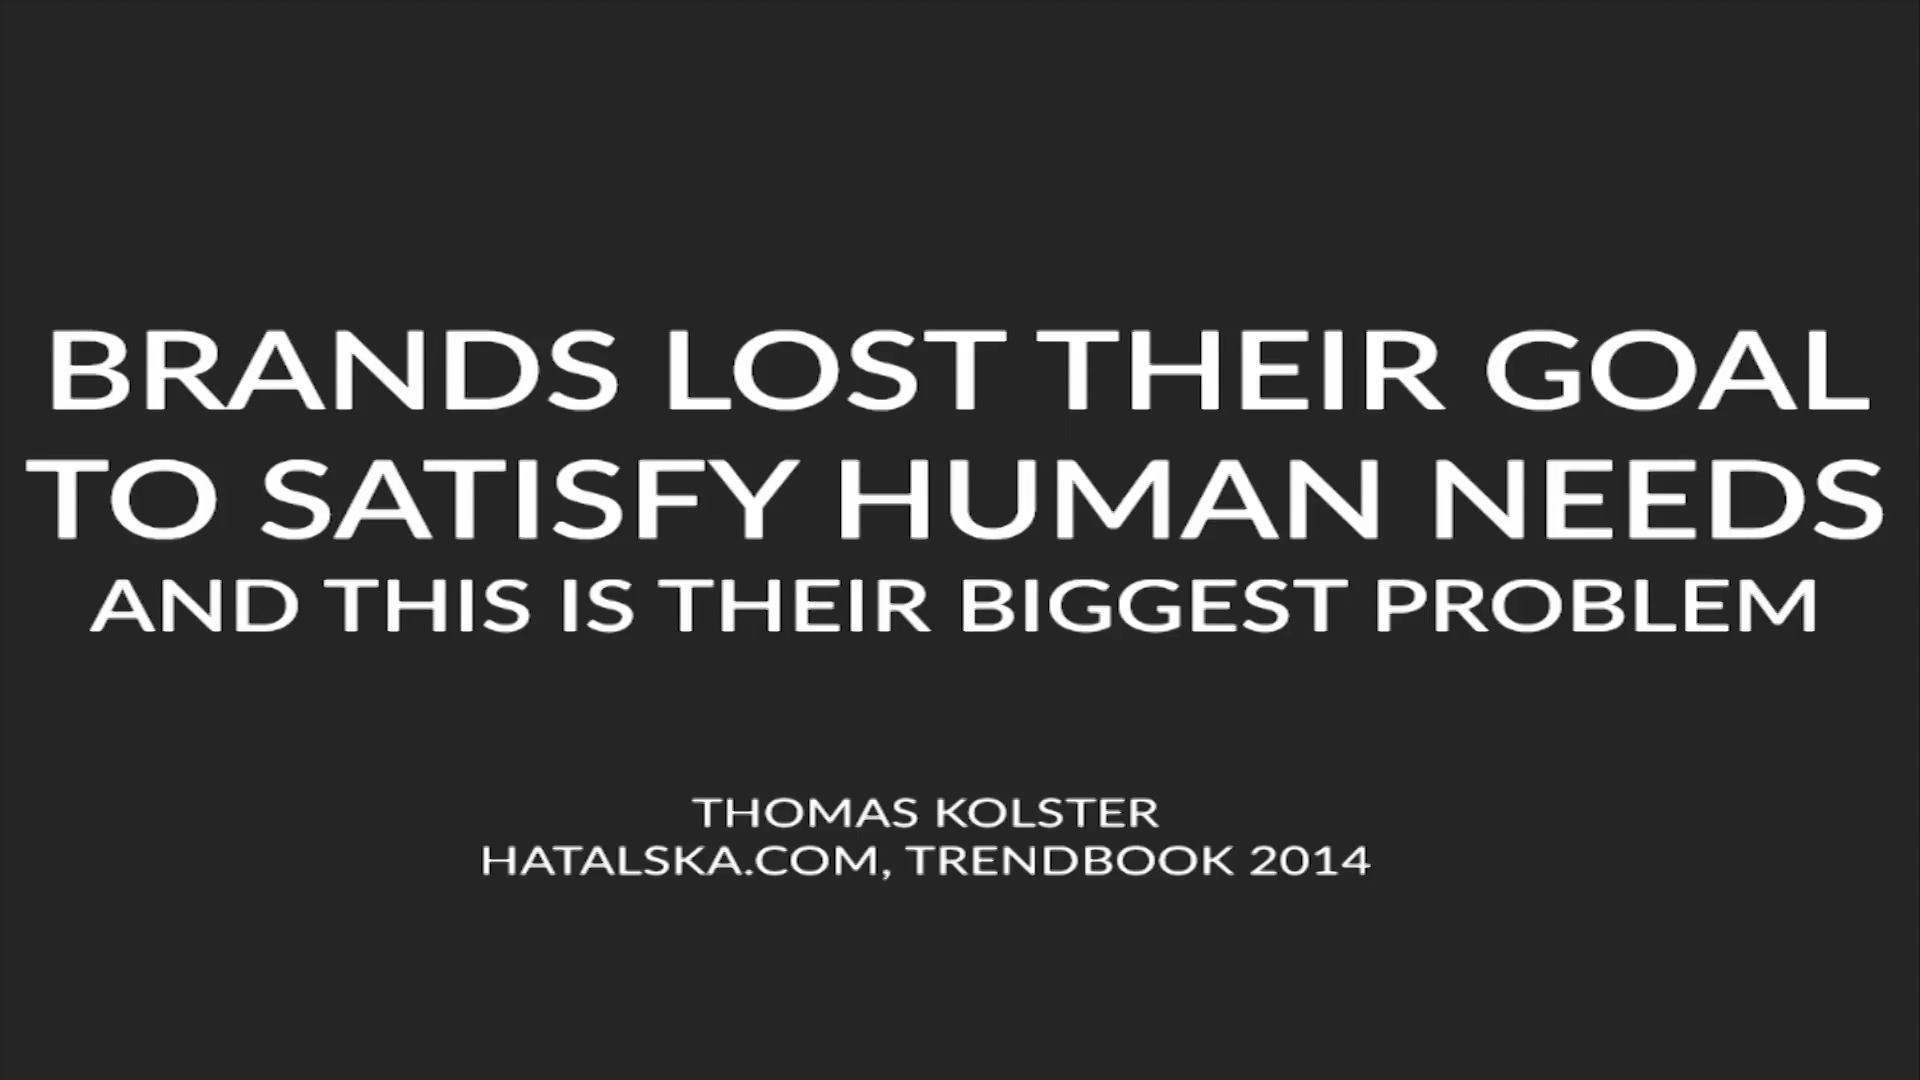 BRANDS LOST THEIR GOAL
TO SATISFY HUMAN NEEDS
AND THIS IS THEIR BIGGEST PROBLEM
THOMAS KOLSTER
HATALSKA.COM, TRENDBOOK 2014